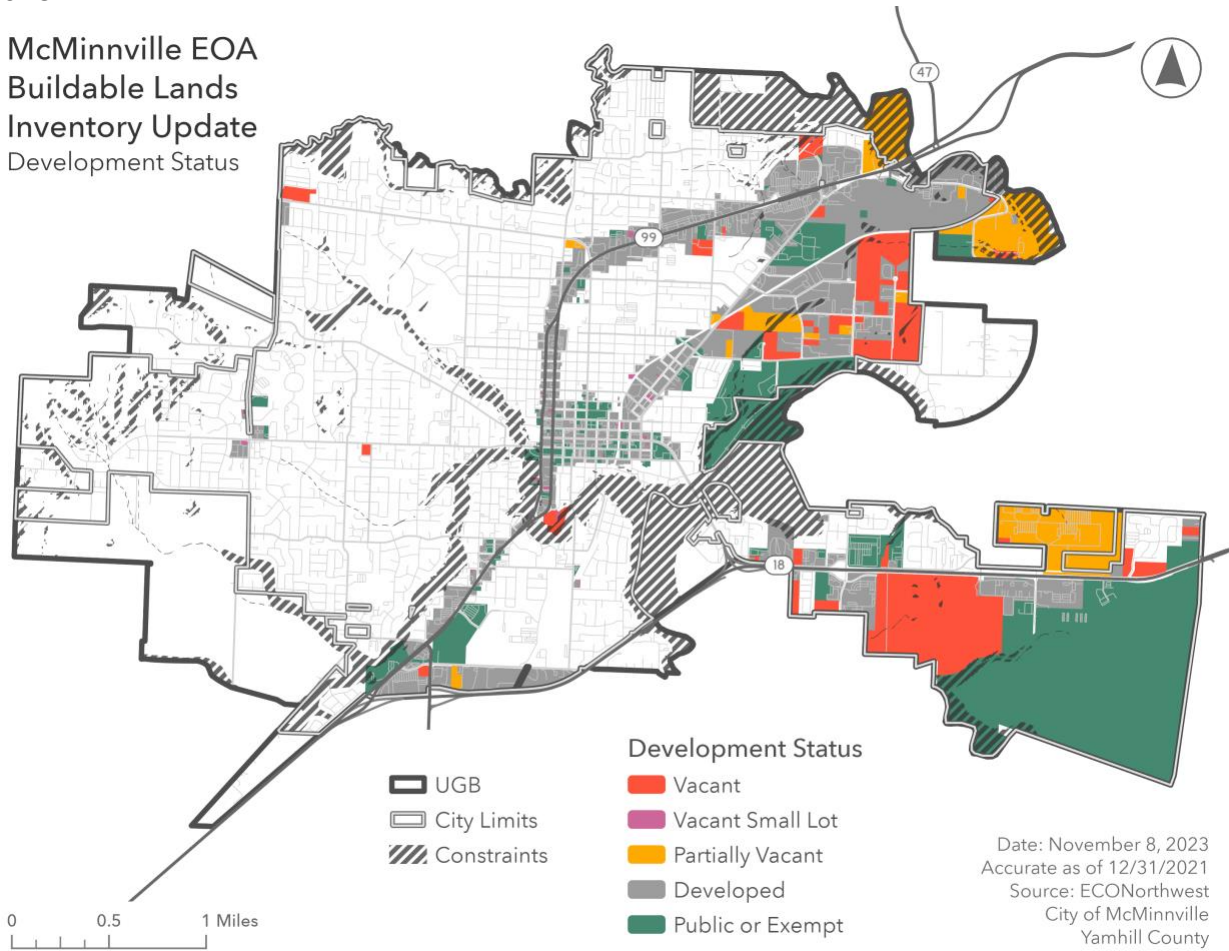 McMinnville EOA
Buildable Lands
Inventory Update
Development Status
47
99
18
UGB
City Limits
Constraints
Development Status
Vacant
Vacant Small Lot
Partially Vacant
Developed
Public or Exempt
Date: November 8, 2023
Accurate as of 12/31/2021
Source: ECONorthwest
City of McMinnville
Yamhill County
0 0.5 1 Miles